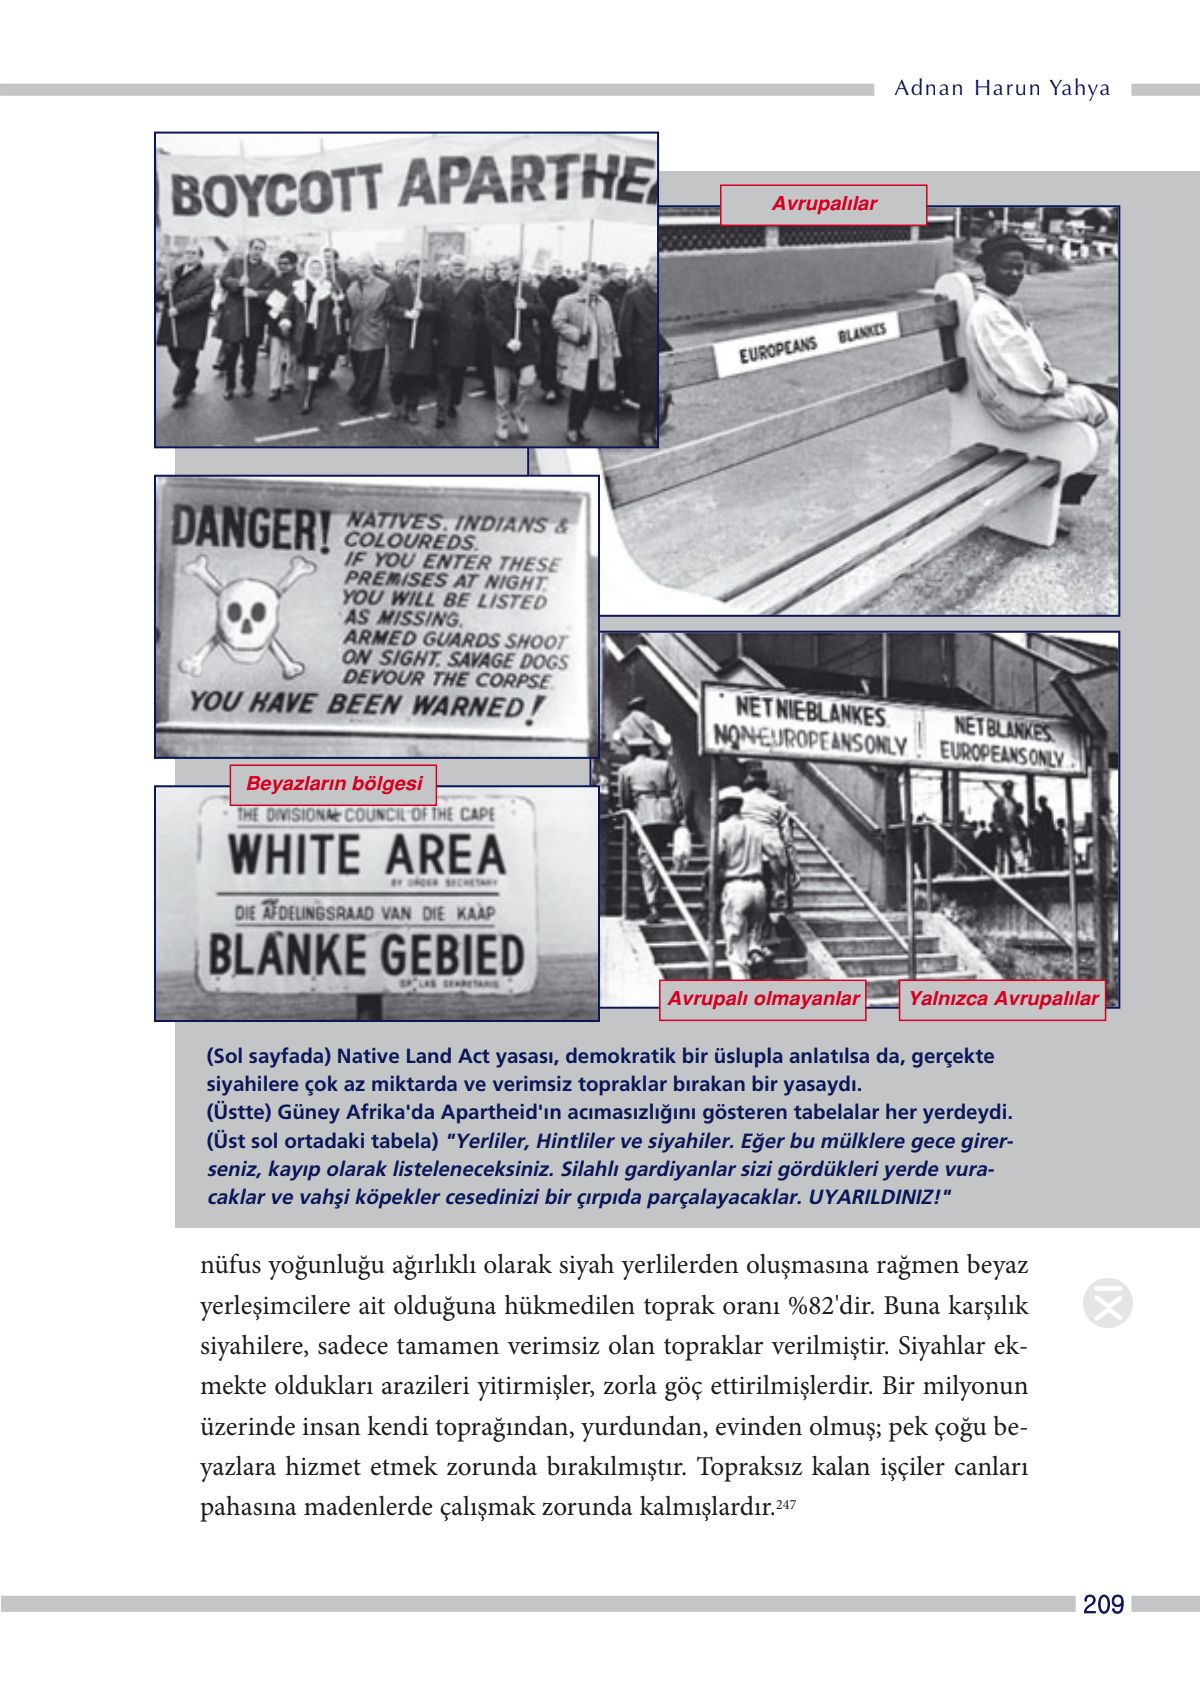 Adnan Harun Yahya
BOYCOTT APARTHE
Avrupalılar
EUROPEANS BLANKES
DANGER!
NATIVES. INDIANS &
COLOUREDS.
IF YOU ENTER THESE
PREMISES AT NIGHT.
YOU WILL BE LISTED
AS MISSING.
ARMED GUARDS SHOOT
ON SIGHT. SAVAGE DOGS
DEVOUR THE CORPSE.
YOU HAVE BEEN WARNED!
NET NIE BLANKES.
NON-EUROPEANS ONLY
NET BLANKES.
EUROPEANS ONLY
Beyazların bölgesi
THE DIVISIONAL COUNCIL OF THE CAPE
WHITE AREA
BY ORDER SECRETARY
DIE AFDELINGSRAAD VAN DIE KAAP
BLANKE GEBIED
OP LAS SEKRETARIS
Avrupalı olmayanlar
Yalnızca Avrupalılar
(Sol sayfada) Native Land Act yasası, demokratik bir üslupla anlatılsa da, gerçekte
siyahilere çok az miktarda ve verimsiz topraklar bırakan bir yasaydı.
(Üstte) Güney Afrika'da Apartheid'ın acımasızlığını gösteren tabelalar her yerdeydi.
(Üst sol ortadaki tabela) "Yerliler, Hintliler ve siyahiler. Eğer bu mülklere gece girer-
seniz, kayıp olarak listeleneceksiniz. Silahlı gardiyanlar sizi gördükleri yerde vura-
caklar ve vahşi köpekler cesedinizi bir çırpıda parçalayacaklar. UYARILDINIZ!"
nüfus yoğunluğu ağırlıklı olarak siyah yerlilerden oluşmasına rağmen beyaz
yerleşimcilere ait olduğuna hükmedilen toprak oranı %82'dir. Buna karşılık
siyahilere, sadece tamamen verimsiz olan topraklar verilmiştir. Siyahlar ek-
mekte oldukları arazileri yitirmişler, zorla göç ettirilmişlerdir. Bir milyonun
üzerinde insan kendi toprağından, yurdundan, evinden olmuş; pek çoğu be-
yazlara hizmet etmek zorunda bırakılmıştır. Topraksız kalan işçiler canları
pahasına madenlerde çalışmak zorunda kalmışlardır.247
209